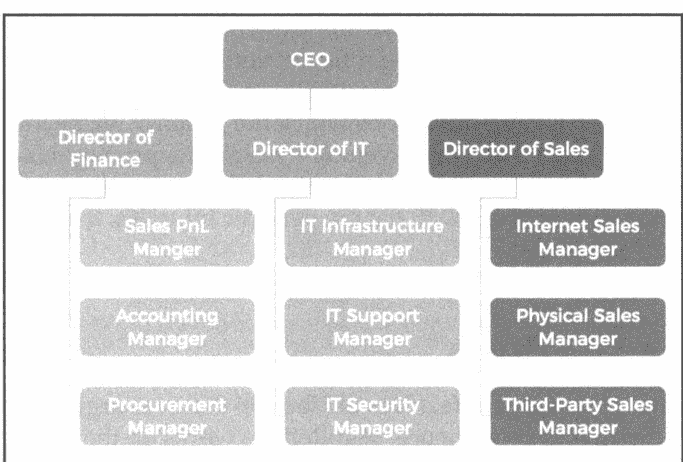 CEO
Director of
Finance
Director of IT
Director of Sales
Sales PnL
Manger
IT Infrastructure
Manager
Internet Sales
Manager
Accounting
Manager
IT Support
Manager
Physical Sales
Manager
Procurement
Manager
IT Security
Manager
Third-Party Sales
Manager